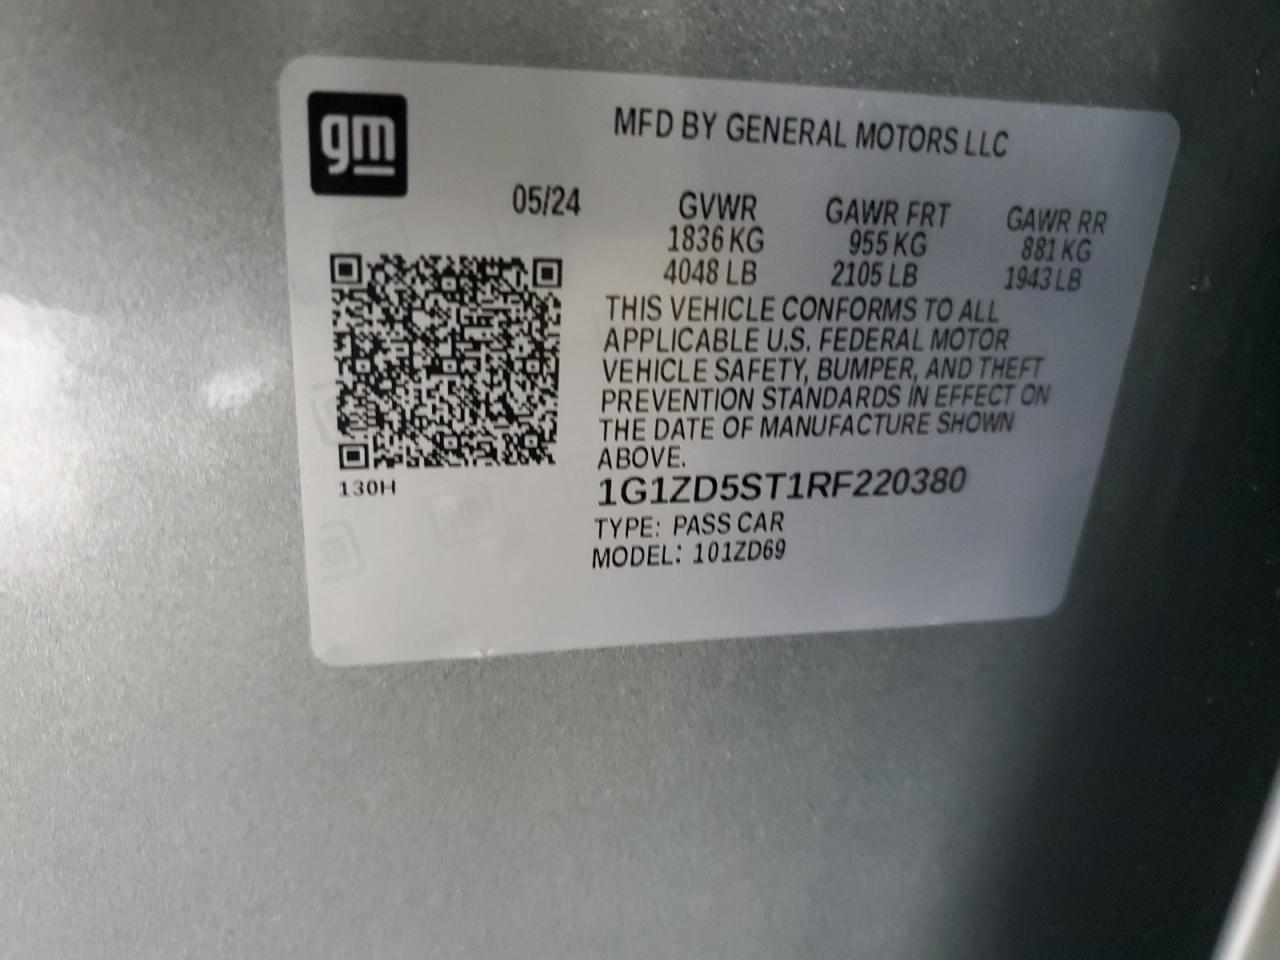 gm
MFD BY GENERAL MOTORS LLC
05/24 GVWR GAWR FRT GAWR RR
1836 KG 955 KG 881 KG
4048 LB 2105 LB 1943 LB
THIS VEHICLE CONFORMS TO ALL
APPLICABLE U.S. FEDERAL MOTOR
VEHICLE SAFETY, BUMPER, AND THEFT
PREVENTION STANDARDS IN EFFECT ON
THE DATE OF MANUFACTURE SHOWN
ABOVE.
130H
1G1ZD5ST1RF220380
TYPE: PASS CAR
MODEL: 101ZD69